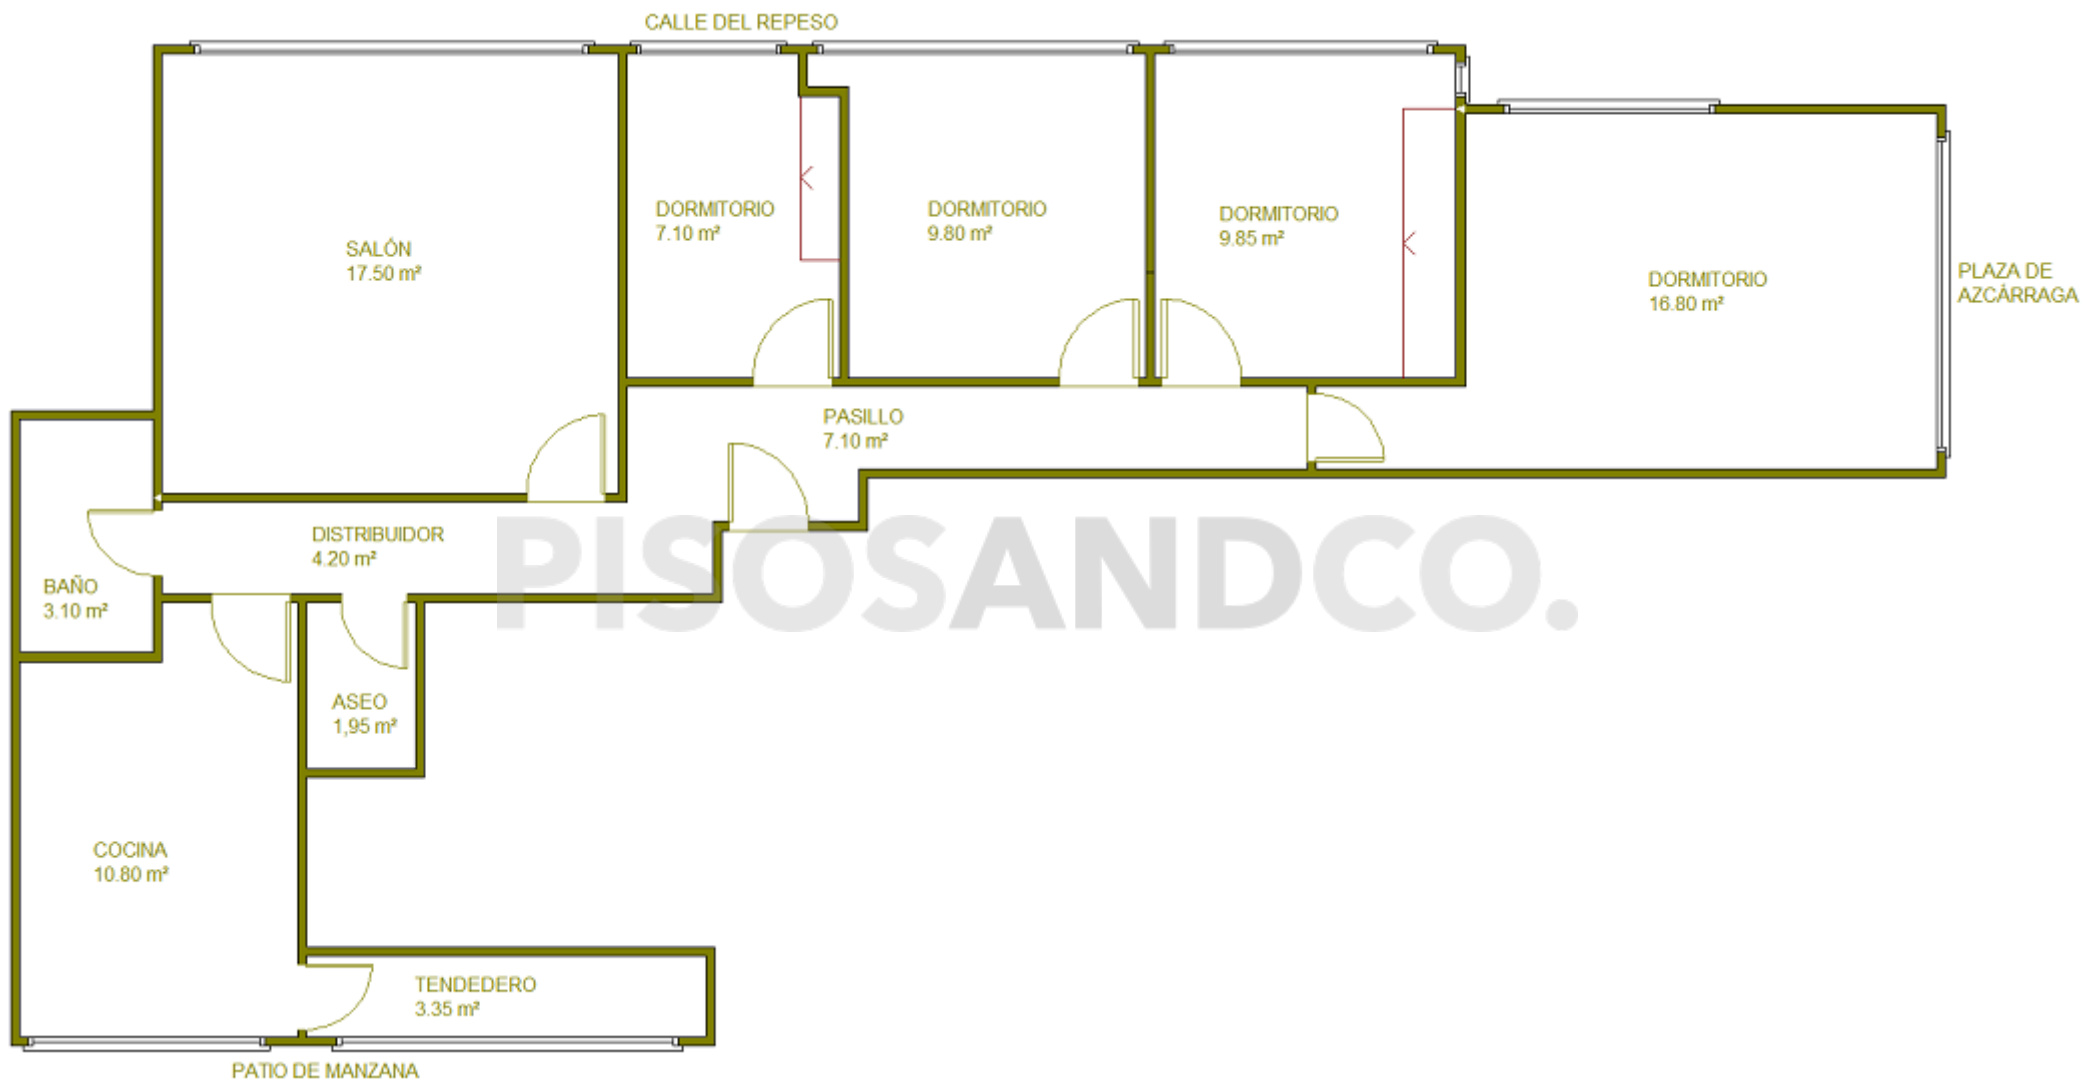 CALLE DEL REPESO
SALÓN
17.50 m²
DORMITORIO
7.10 m²
DORMITORIO
9.80 m²
DORMITORIO
9.85 m²
DORMITORIO
16.80 m²
PLAZA DE
AZCÁRRAGA
PASILLO
7.10 m²
DISTRIBUIDOR
4.20 m²
PISOSANDCO.
BAÑO
3.10 m²
ASEO
1,95 m²
COCINA
10.80 m²
TENDEDERO
3.35 m²
PATIO DE MANZANA